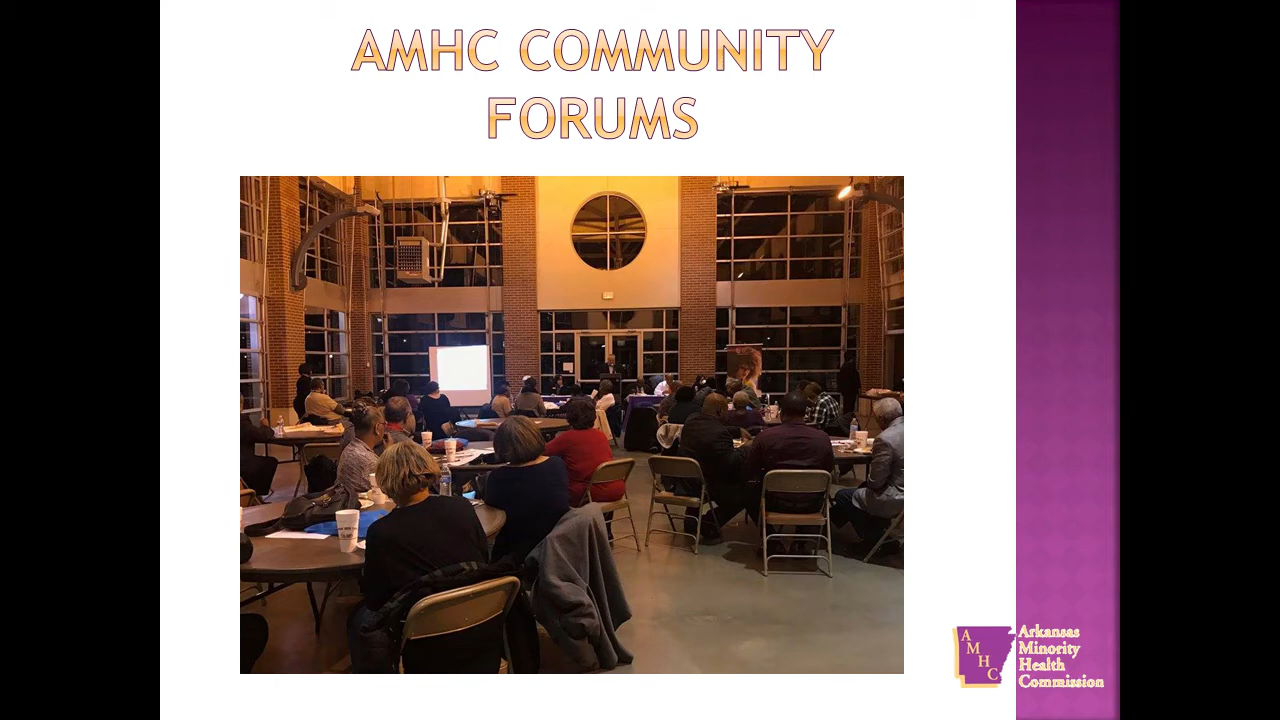 AMHC COMMUNITY
FORUMS
A
M
H
C
Arkansas
Minority
Health
Commission